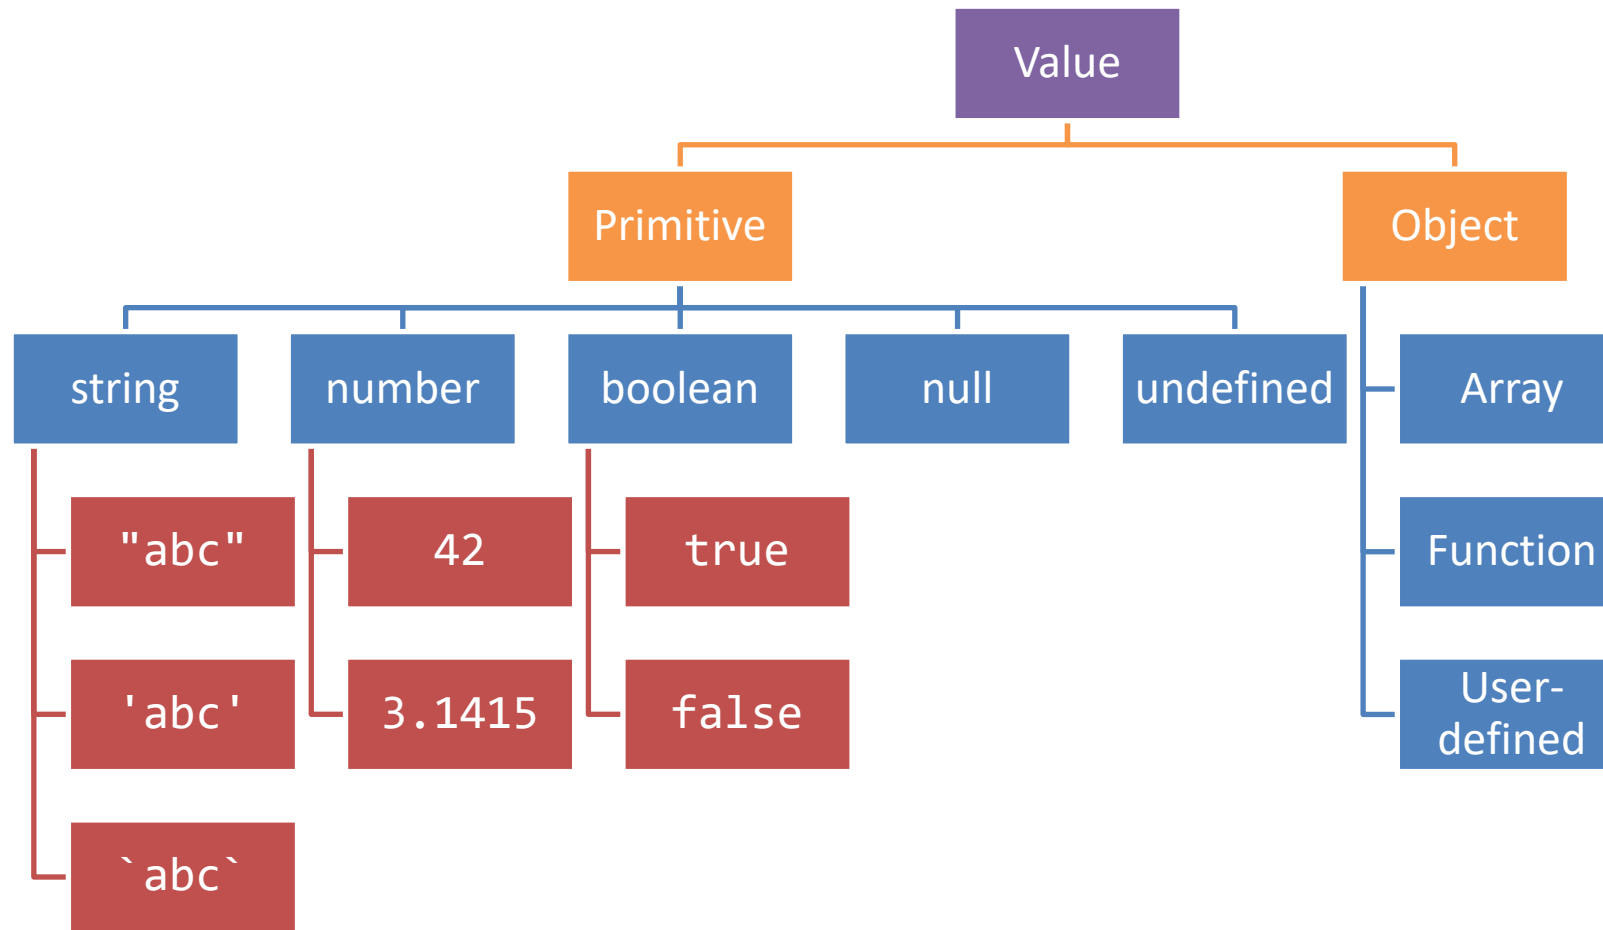 Value
Primitive
Object
string
number
boolean
null
undefined
Array
"abc"
42
true
Function
'abc'
3.1415
false
User-
defined
`abc`